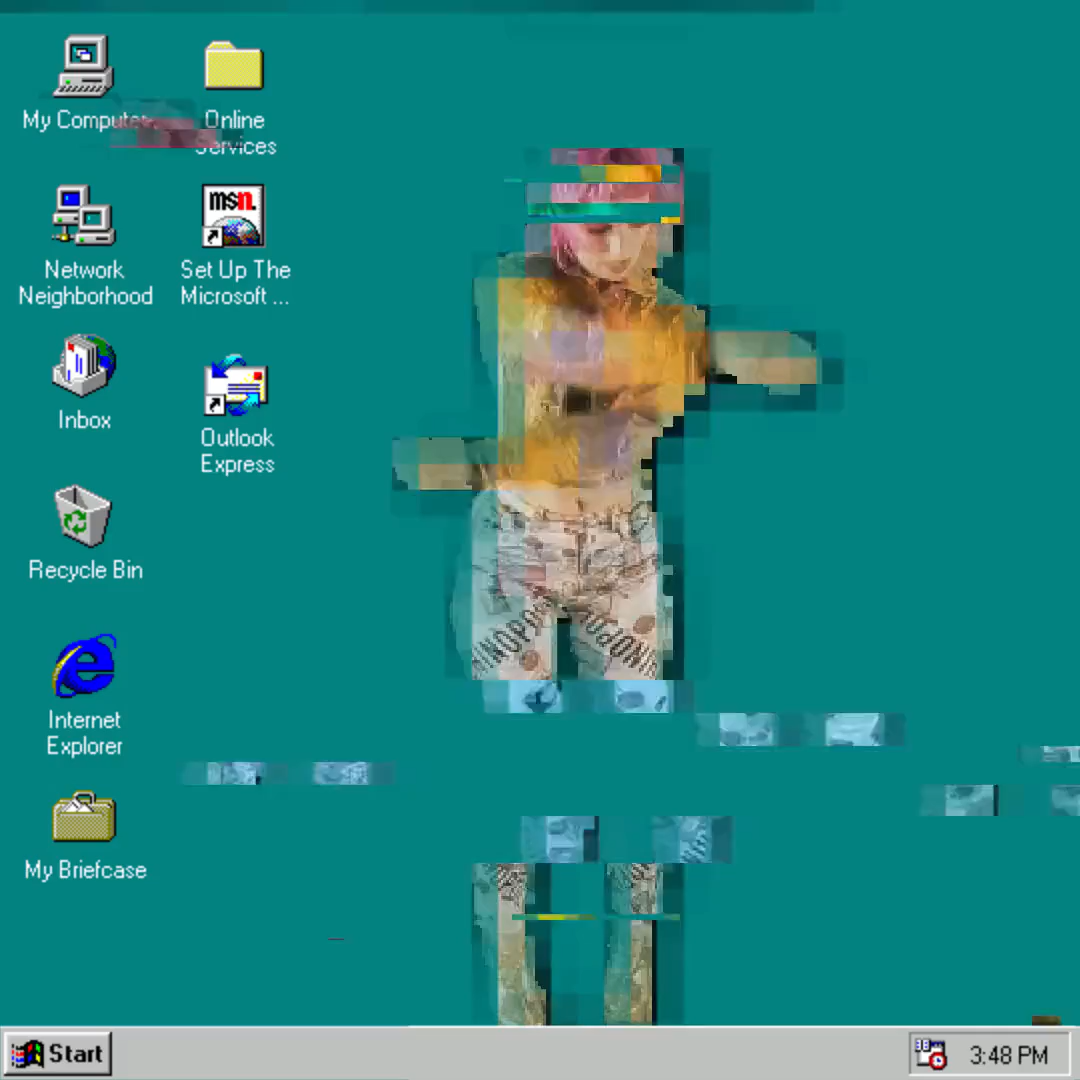 My Computer
Online
Services
msn.
Network
Neighborhood
Set Up The
Microsoft ...
Inbox
Outlook
Express
Recycle Bin
Internet
Explorer
My Briefcase
Start
3:48 PM